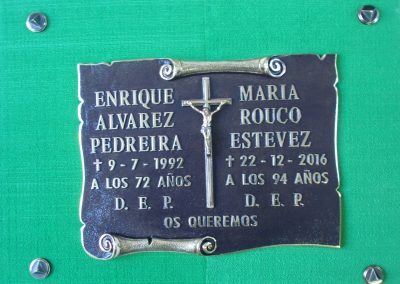 ENRIQUE
ALVAREZ
PEDREIRA
† 9-7-1992
A LOS 72 AÑOS
D. E. P.
MARIA
ROUCO
ESTEVEZ
† 22-12-2016
A LOS 94 AÑOS
D. E. P.
OS QUEREMOS